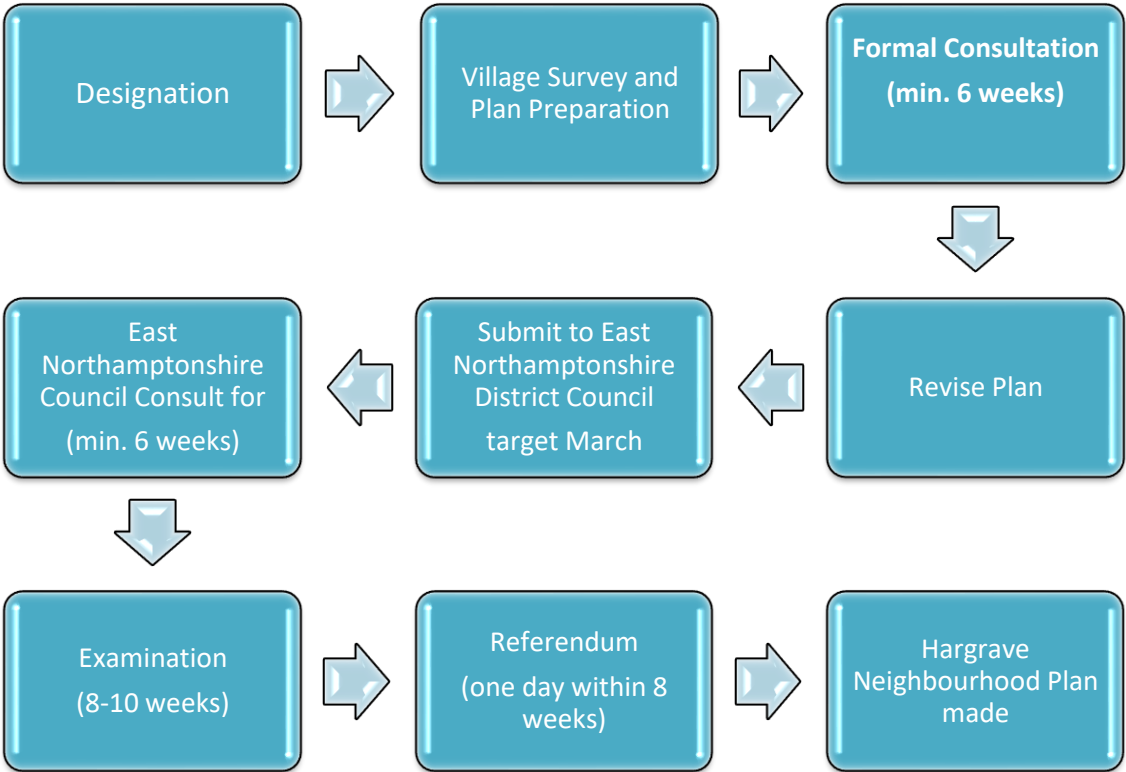 Designation
Village Survey and
Plan Preparation
Formal Consultation
(min. 6 weeks)
Revise Plan
Submit to East
Northamptonshire
District Council
target March
East
Northamptonshire
Council Consult for
(min. 6 weeks)
Examination
(8-10 weeks)
Referendum
(one day within 8
weeks)
Hargrave
Neighbourhood Plan
made